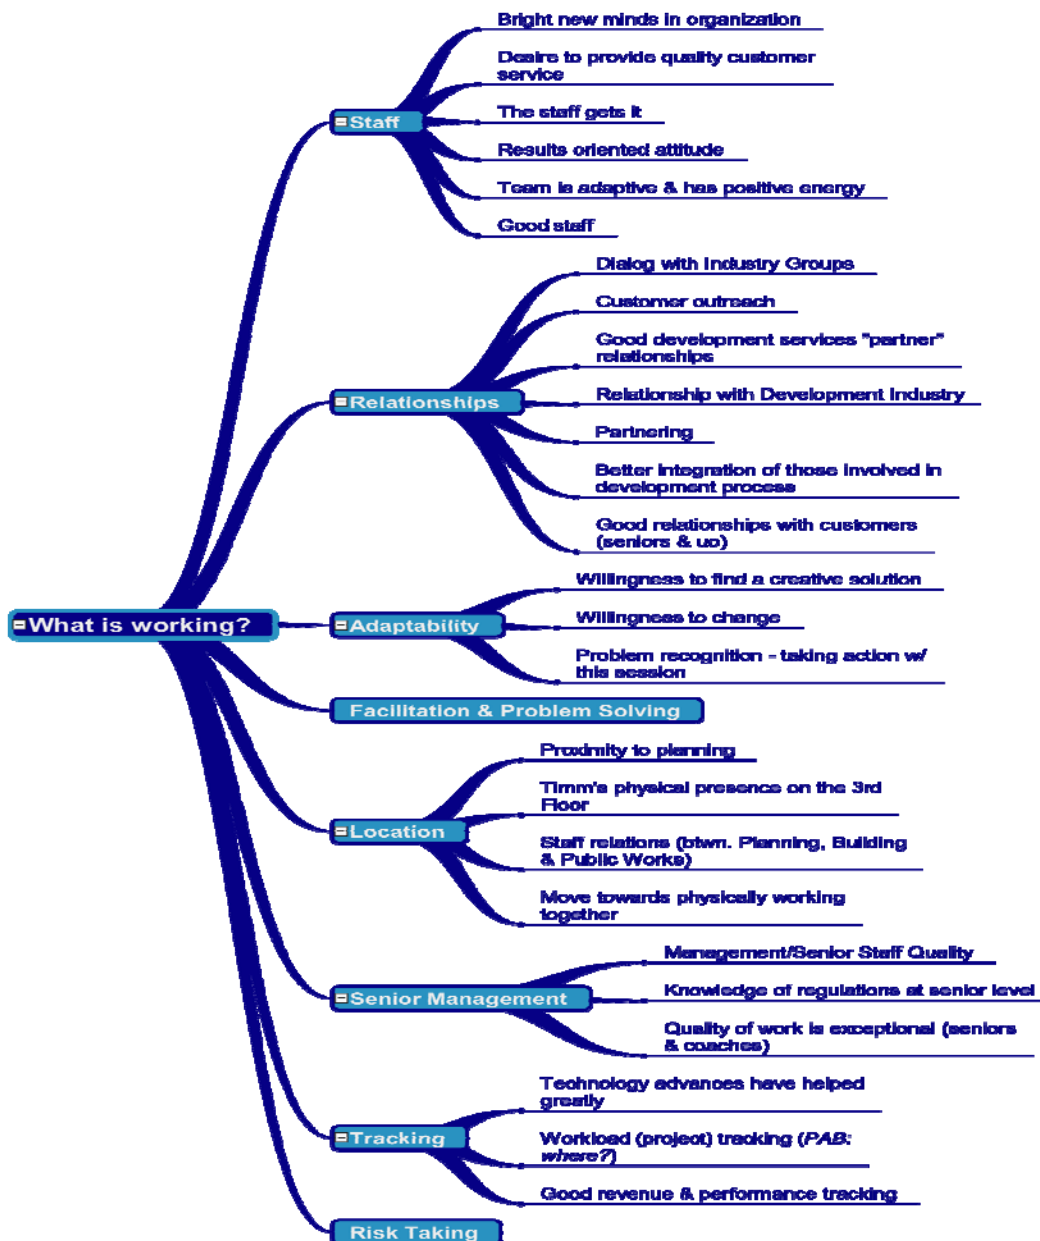 Bright new minds in organization
Desire to provide quality customer
service
Staff
The staff gets it
Results oriented attitude
Team is adaptive & has positive energy
Good staff
Dialog with Industry Groups
Customer outreach
Good development services "partner"
relationships
Relationships
Relationship with Development Industry
Partnering
Better integration of those involved in
development process
Good relationships with customers
(seniors & up)
Willingness to find a creative solution
What is working?
Adaptability
Willingness to change
Problem recognition - taking action w/
this session
Facilitation & Problem Solving
Proximity to planning
Timm's physical presence on the 3rd
Floor
Location
Staff relations (btwn. Planning, Building
& Public Works)
Move towards physically working
together
Management/Senior Staff Quality
Senior Management
Knowledge of regulations at senior level
Quality of work is exceptional (seniors
& coaches)
Technology advances have helped
greatly
Tracking
Workload (project) tracking (PAB:
where?)
Good revenue & performance tracking
Risk Taking